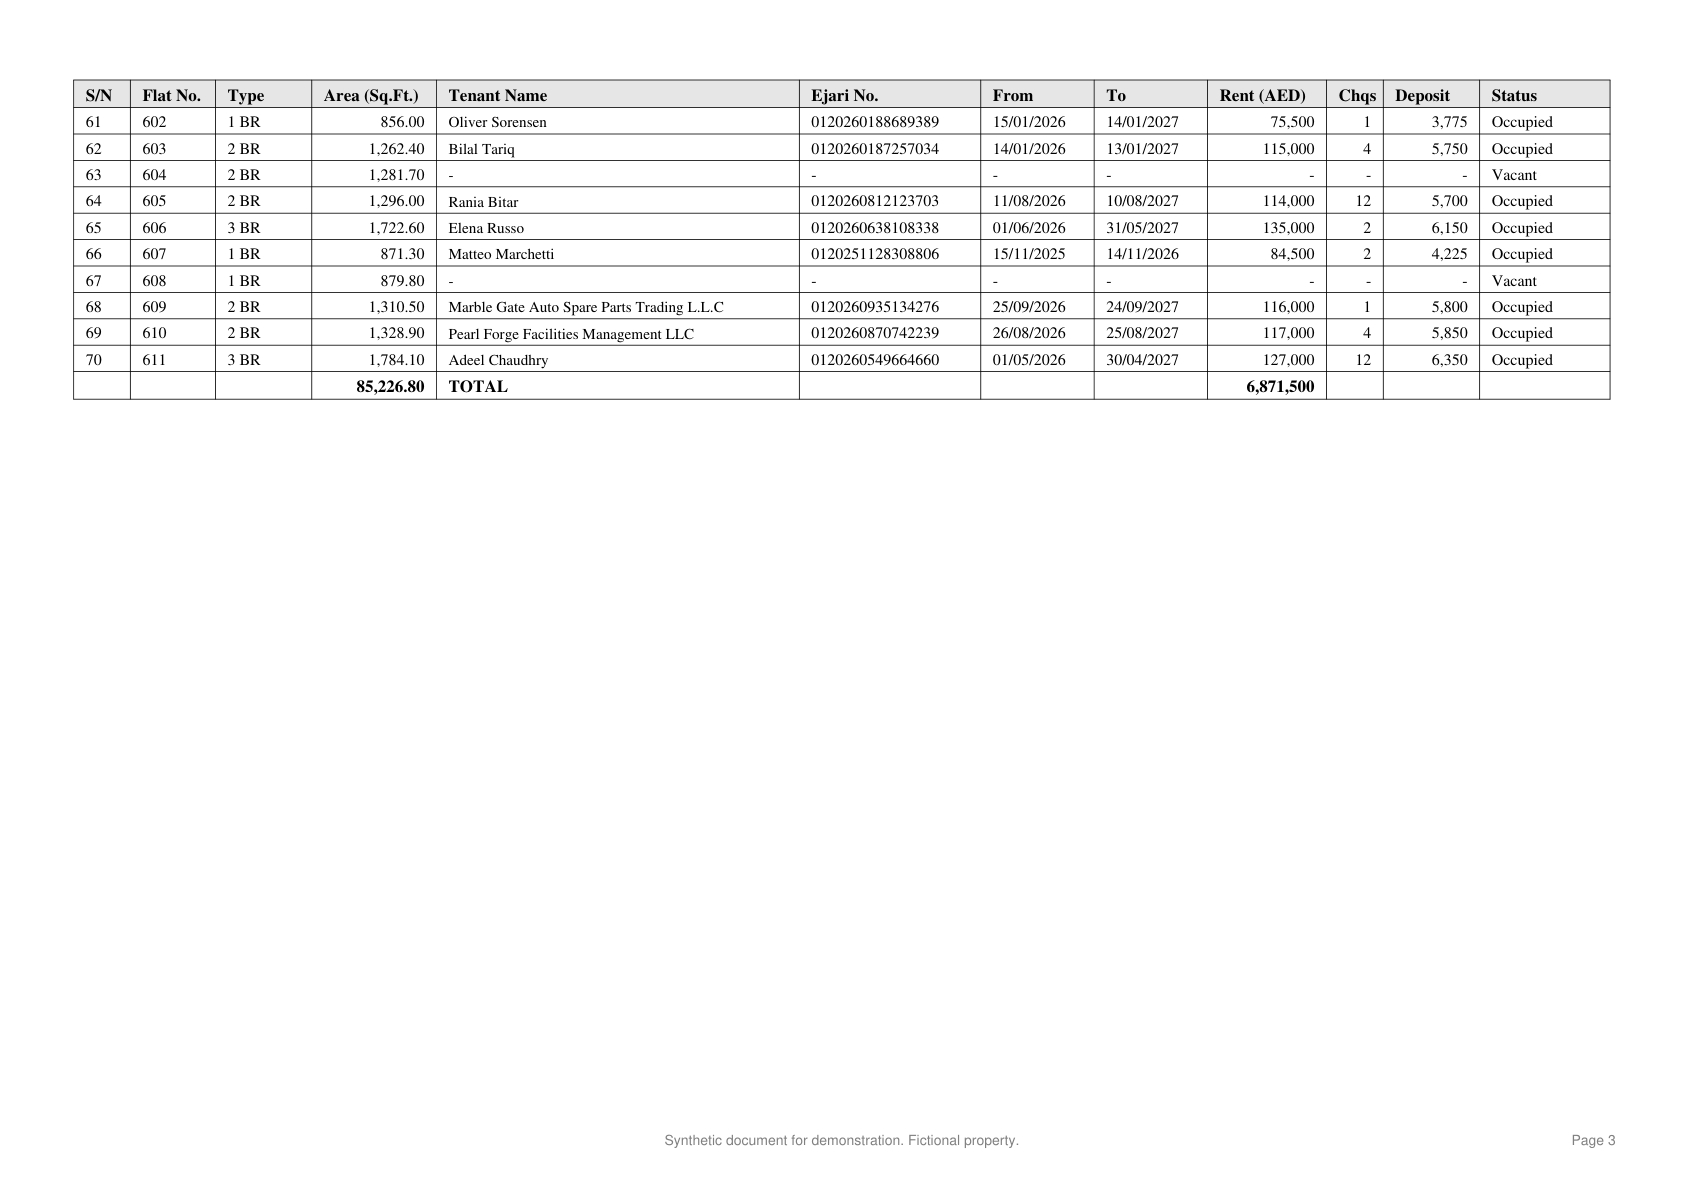 S/N Flat No. Type Area (Sq.Ft.) Tenant Name Ejari No. From To Rent (AED) Chqs Deposit Status
61 602 1 BR 856.00 Oliver Sorensen 0120260188689389 15/01/2026 14/01/2027 75,500 1 3,775 Occupied
62 603 2 BR 1,262.40 Bilal Tariq 0120260187257034 14/01/2026 13/01/2027 115,000 4 5,750 Occupied
63 604 2 BR 1,281.70 - - - - - - - Vacant
64 605 2 BR 1,296.00 Rania Bitar 0120260812123703 11/08/2026 10/08/2027 114,000 12 5,700 Occupied
65 606 3 BR 1,722.60 Elena Russo 0120260638108338 01/06/2026 31/05/2027 135,000 2 6,150 Occupied
66 607 1 BR 871.30 Matteo Marchetti 0120251128308806 15/11/2025 14/11/2026 84,500 2 4,225 Occupied
67 608 1 BR 879.80 - - - - - - - Vacant
68 609 2 BR 1,310.50 Marble Gate Auto Spare Parts Trading L.L.C 0120260935134276 25/09/2026 24/09/2027 116,000 1 5,800 Occupied
69 610 2 BR 1,328.90 Pearl Forge Facilities Management LLC 0120260870742239 26/08/2026 25/08/2027 117,000 4 5,850 Occupied
70 611 3 BR 1,784.10 Adeel Chaudhry 0120260549664660 01/05/2026 30/04/2027 127,000 12 6,350 Occupied
85,226.80 TOTAL 6,871,500
Synthetic document for demonstration. Fictional property. Page 3